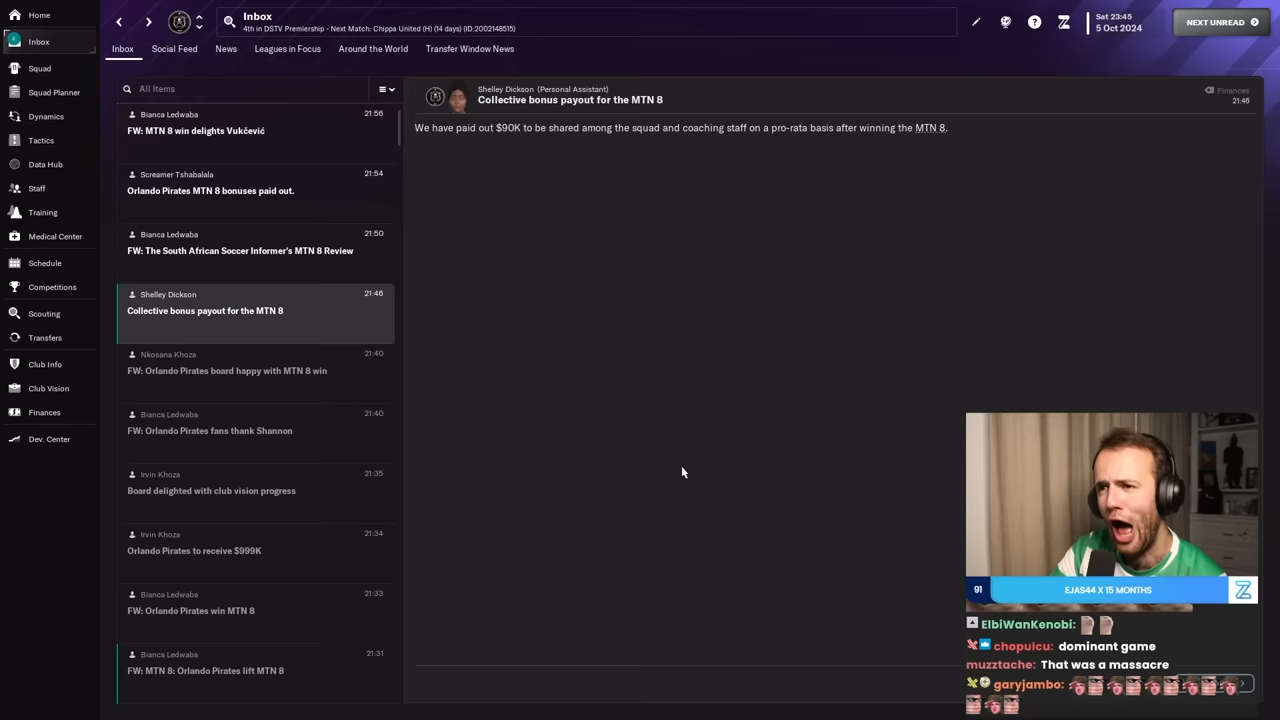 Home
Inbox
Squad
Squad Planner
Dynamics
Tactics
Data Hub
Staff
Training
Medical Center
Schedule
Competitions
Scouting
Transfers
Club Info
Club Vision
Finances
Dev. Center
Inbox
4th in DSTV Premiership - Next Match: Chippa United (H) (14 days) (ID:2002148515)
Sat 23:45
5 Oct 2024
NEXT UNREAD
Inbox
Social Feed
News
Leagues in Focus
Around the World
Transfer Window News
All Items
Bianca Ledwaba 21:56
FW: MTN 8 win delights Vukčević
Screamer Tshabalala 21:54
Orlando Pirates MTN 8 bonuses paid out.
Bianca Ledwaba 21:50
FW: The South African Soccer Informer's MTN 8 Review
Shelley Dickson 21:46
Collective bonus payout for the MTN 8
Nkosana Khoza 21:40
FW: Orlando Pirates board happy with MTN 8 win
Bianca Ledwaba 21:40
FW: Orlando Pirates fans thank Shannon
Irvin Khoza 21:35
Board delighted with club vision progress
Irvin Khoza 21:34
Orlando Pirates to receive $999K
Bianca Ledwaba 21:33
FW: Orlando Pirates win MTN 8
Bianca Ledwaba 21:31
FW: MTN 8: Orlando Pirates lift MTN 8
Shelley Dickson (Personal Assistant)
Collective bonus payout for the MTN 8
Finances
21:46
We have paid out $90K to be shared among the squad and coaching staff on a pro-rata basis after winning the MTN 8.
91 EJAS44 X 15 MONTHS
ElbiWanKenobi:
chopulcu: dominant game
muzztache: That was a massacre
garyjambo: